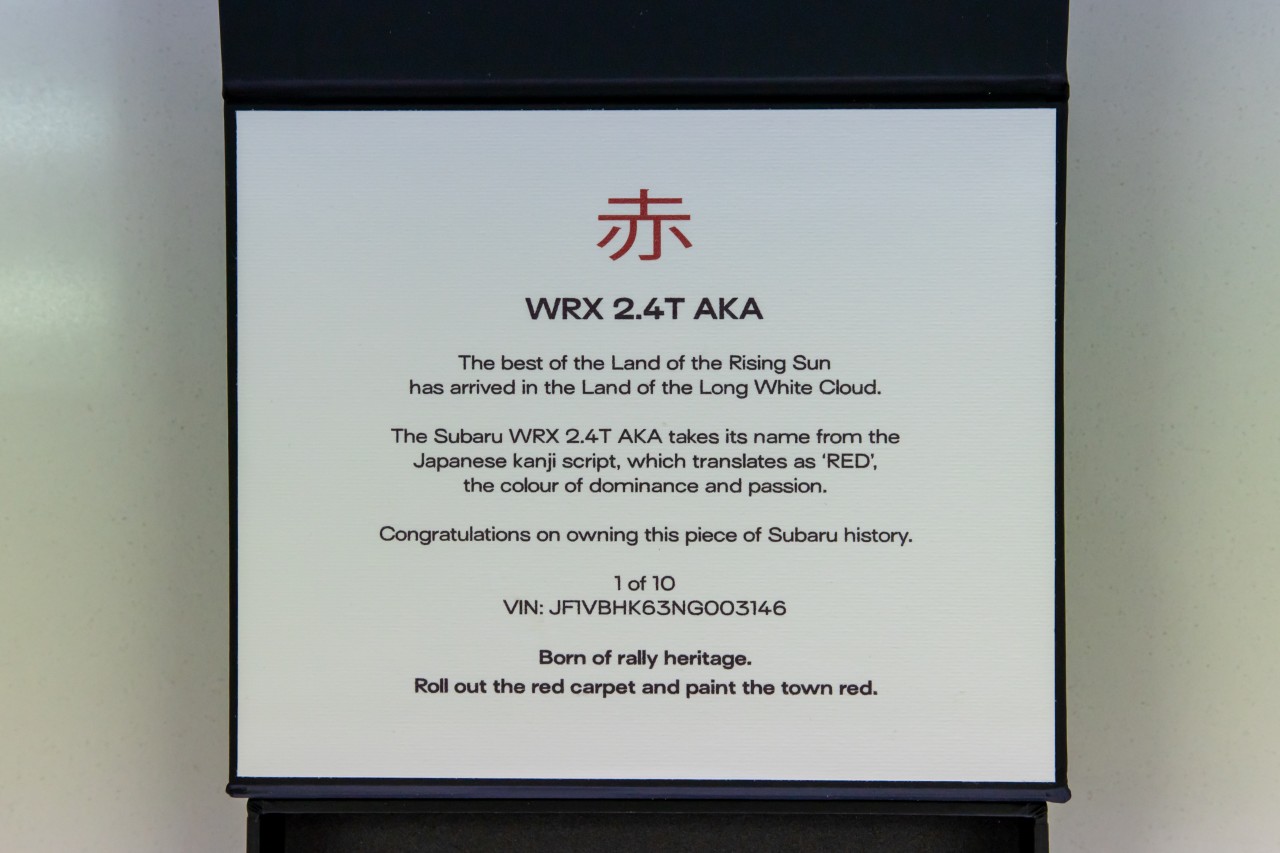 赤
WRX 2.4T AKA
The best of the Land of the Rising Sun
has arrived in the Land of the Long White Cloud.
The Subaru WRX 2.4T AKA takes its name from the
Japanese kanji script, which translates as ‘RED’,
the colour of dominance and passion.
Congratulations on owning this piece of Subaru history.
1 of 10
VIN: JF1VBHK63NG003146
Born of rally heritage.
Roll out the red carpet and paint the town red.